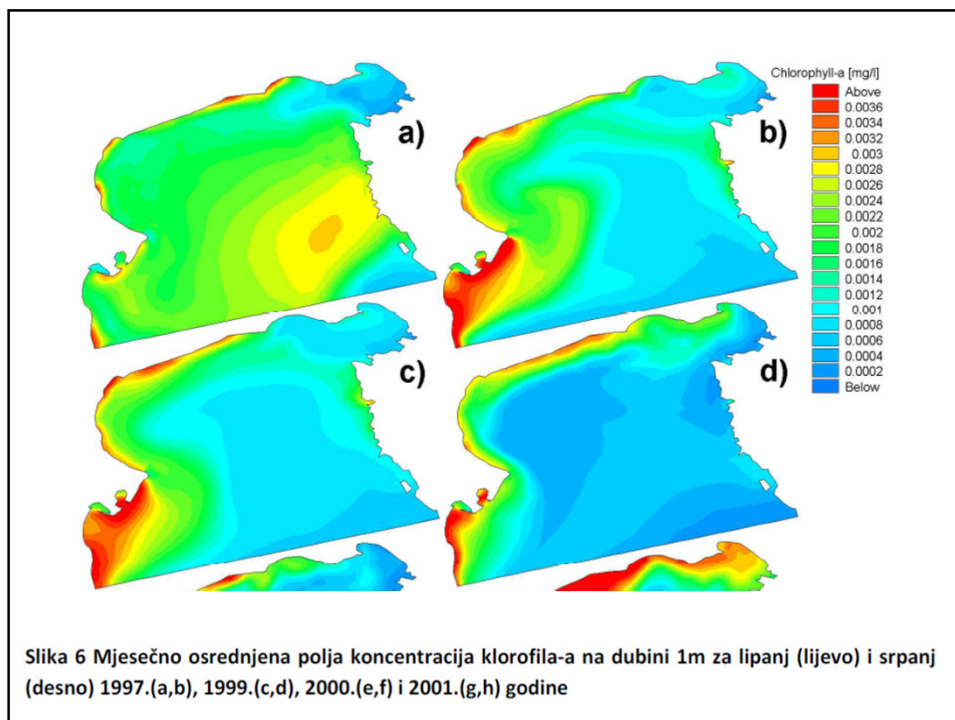 Chlorophyll-a [mg/l]
Above
0.0036
0.0034
0.0032
0.003
0.0028
0.0026
0.0024
0.0022
0.002
0.0018
0.0016
0.0014
0.0012
0.001
0.0008
0.0006
0.0004
0.0002
Below
a)
b)
c)
d)
Slika 6 Mjesečno osrednjena polja koncentracija klorofila-a na dubini 1m za lipanj (lijevo) i srpanj
(desno) 1997.(a,b), 1999.(c,d), 2000.(e,f) i 2001.(g,h) godine